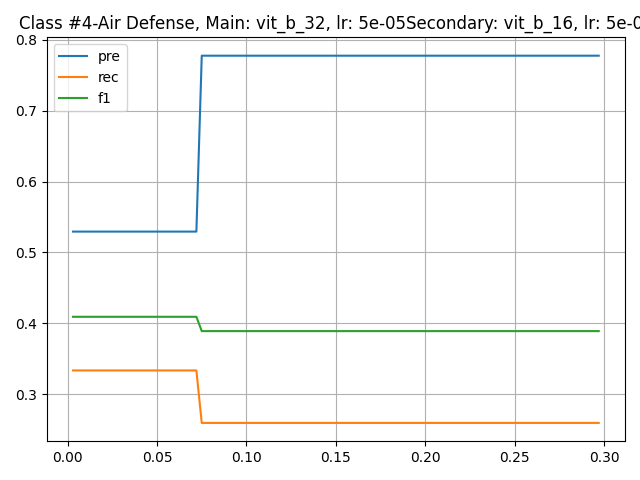 Class #4-Air Defense, Main: vit_b_32, lr: 5e-05Secondary: vit_b_16, lr: 5e-0
pre
rec
f1
0.8
0.7
0.6
0.5
0.4
0.3
0.00 0.05 0.10 0.15 0.20 0.25 0.30